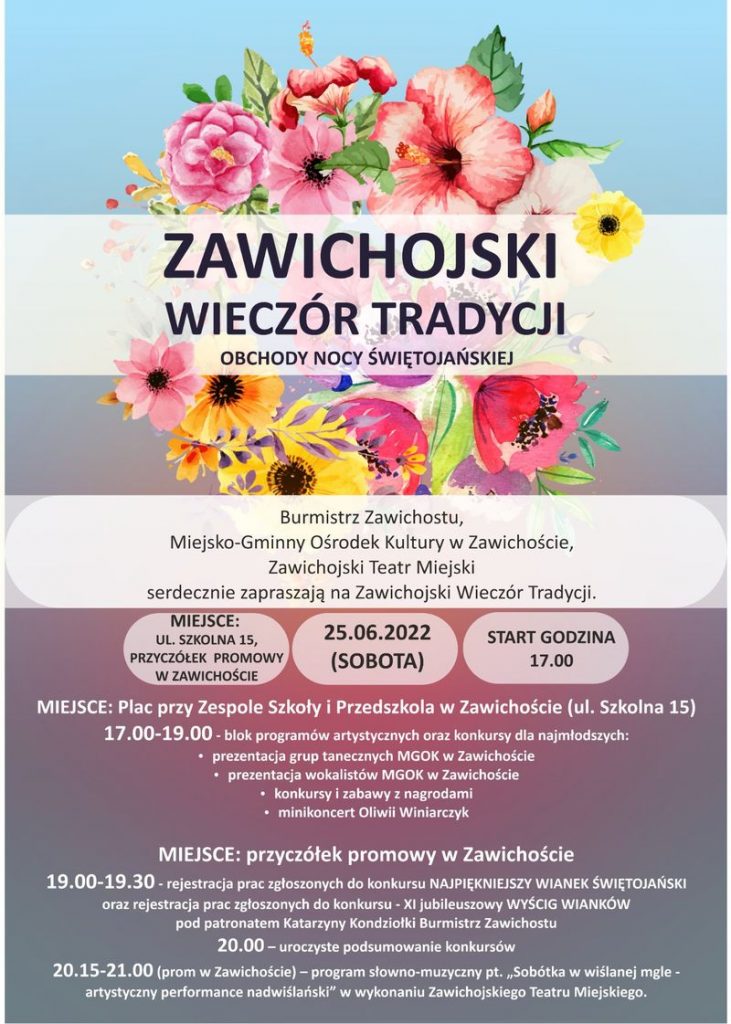 ZAWICHOJSKI
WIECZÓR TRADYCJI
OBCHODY NOCY ŚWIĘTOJAŃSKIEJ
Burmistrz Zawichostu,
Miejsko-Gminny Ośrodek Kultury w Zawichoście,
Zawichojski Teatr Miejski
serdecznie zapraszają na Zawichojski Wieczór Tradycji.
MIEJSCE:
UL. SZKOLNA 15,
PRZYCZÓŁEK PROMOWY
W ZAWICHOŚCIE
25.06.2022
(SOBOTA)
START GODZINA
17.00
MIEJSCE: Plac przy Zespole Szkoły i Przedszkola w Zawichoście (ul. Szkolna 15)
17.00-19.00 - blok programów artystycznych oraz konkursy dla najmłodszych:
• prezentacja grup tanecznych MGOK w Zawichoście
• prezentacja wokalistów MGOK w Zawichoście
• konkursy i zabawy z nagrodami
• minikoncert Oliwii Winiarczyk
MIEJSCE: przyczółek promowy w Zawichoście
19.00-19.30 - rejestracja prac zgłoszonych do konkursu NAJPIĘKNIEJSZY WIANEK ŚWIĘTOJAŃSKI
oraz rejestracja prac zgłoszonych do konkursu - XI jubileuszowy WYŚCIG WIANKÓW
pod patronatem Katarzyny Kondziołki Burmistrz Zawichostu
20.00 – uroczyste podsumowanie konkursów
20.15-21.00 (prom w Zawichoście) – program słowno-muzyczny pt. „Sobótka w wiślanej mgle -
artystyczny performance nadwiślański” w wykonaniu Zawichojskiego Teatru Miejskiego.